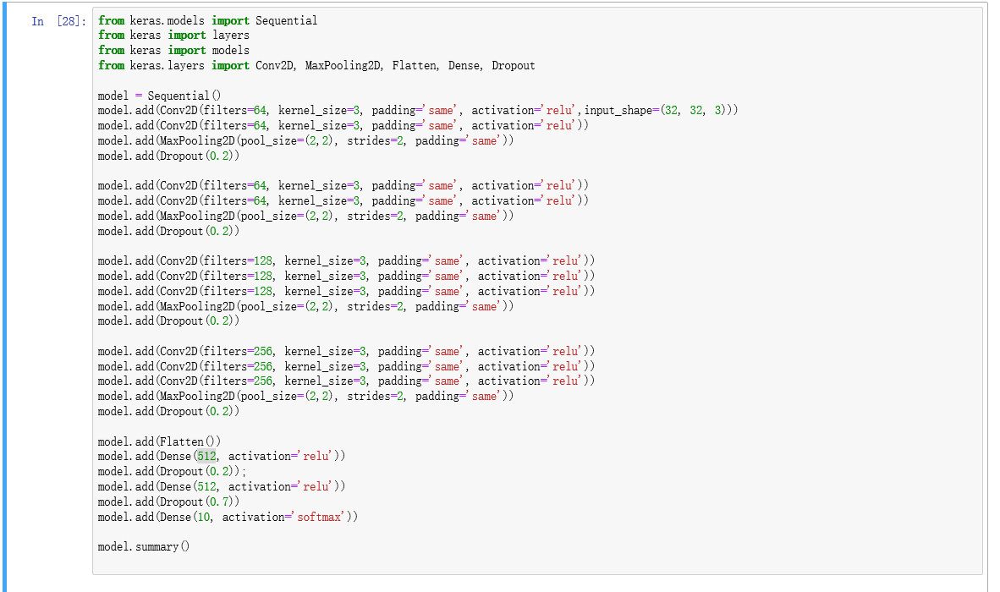 In [28]:
from keras.models import Sequential
from keras import layers
from keras import models
from keras.layers import Conv2D, MaxPooling2D, Flatten, Dense, Dropout
model = Sequential()
model.add(Conv2D(filters=64, kernel_size=3, padding='same', activation='relu',input_shape=(32, 32, 3)))
model.add(Conv2D(filters=64, kernel_size=3, padding='same', activation='relu'))
model.add(MaxPooling2D(pool_size=(2,2), strides=2, padding='same'))
model.add(Dropout(0.2))
model.add(Conv2D(filters=64, kernel_size=3, padding='same', activation='relu'))
model.add(Conv2D(filters=64, kernel_size=3, padding='same', activation='relu'))
model.add(MaxPooling2D(pool_size=(2,2), strides=2, padding='same'))
model.add(Dropout(0.2))
model.add(Conv2D(filters=128, kernel_size=3, padding='same', activation='relu'))
model.add(Conv2D(filters=128, kernel_size=3, padding='same', activation='relu'))
model.add(Conv2D(filters=128, kernel_size=3, padding='same', activation='relu'))
model.add(MaxPooling2D(pool_size=(2,2), strides=2, padding='same'))
model.add(Dropout(0.2))
model.add(Conv2D(filters=256, kernel_size=3, padding='same', activation='relu'))
model.add(Conv2D(filters=256, kernel_size=3, padding='same', activation='relu'))
model.add(Conv2D(filters=256, kernel_size=3, padding='same', activation='relu'))
model.add(MaxPooling2D(pool_size=(2,2), strides=2, padding='same'))
model.add(Dropout(0.2))
model.add(Flatten())
model.add(Dense(512, activation='relu'))
model.add(Dropout(0.2));
model.add(Dense(512, activation='relu'))
model.add(Dropout(0.7))
model.add(Dense(10, activation='softmax'))
model.summary()